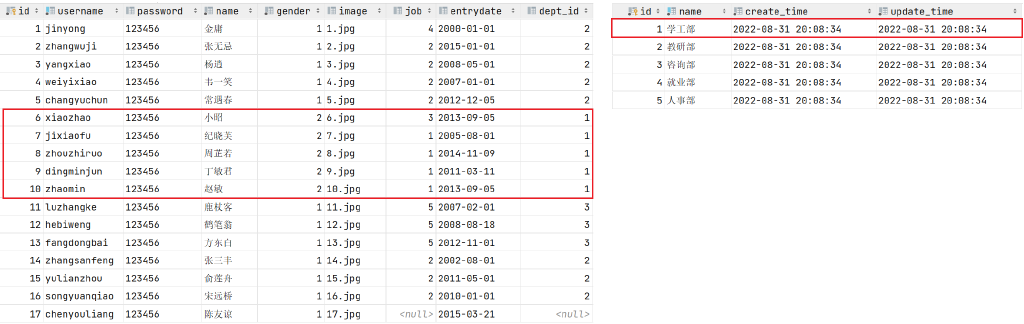 id username password name gender image job entrydate dept_id
1 jinyong 123456 金庸 1 1.jpg 4 2000-01-01 2
2 zhangwuji 123456 张无忌 1 2.jpg 2 2015-01-01 2
3 yangxiao 123456 杨逍 1 3.jpg 2 2008-05-01 2
4 weiyixiao 123456 韦一笑 1 4.jpg 2 2007-01-01 2
5 changyuchun 123456 常遇春 1 5.jpg 2 2012-12-05 2
6 xiaozhao 123456 小昭 2 6.jpg 3 2013-09-05 1
7 jixiaofu 123456 纪晓芙 2 7.jpg 1 2005-08-01 1
8 zhouzhiruo 123456 周芷若 2 8.jpg 1 2014-11-09 1
9 dingminjun 123456 丁敏君 2 9.jpg 1 2011-03-11 1
10 zhaomin 123456 赵敏 2 10.jpg 1 2013-09-05 1
11 luzhangke 123456 鹿杖客 1 11.jpg 5 2007-02-01 3
12 hebiweng 123456 鹤笔翁 1 12.jpg 5 2008-08-18 3
13 fangdongbai 123456 方东白 1 13.jpg 5 2012-11-01 3
14 zhangsanfeng 123456 张三丰 1 14.jpg 2 2002-08-01 2
15 yulianzhou 123456 俞莲舟 1 15.jpg 2 2011-05-01 2
16 songyuanqiao 123456 宋远桥 1 16.jpg 2 2010-01-01 2
17 chenyouliang 123456 陈友谅 1 17.jpg <null> 2015-03-21 <null>
id name create_time update_time
1 学工部 2022-08-31 20:08:34 2022-08-31 20:08:34
2 教研部 2022-08-31 20:08:34 2022-08-31 20:08:34
3 咨询部 2022-08-31 20:08:34 2022-08-31 20:08:34
4 就业部 2022-08-31 20:08:34 2022-08-31 20:08:34
5 人事部 2022-08-31 20:08:34 2022-08-31 20:08:34